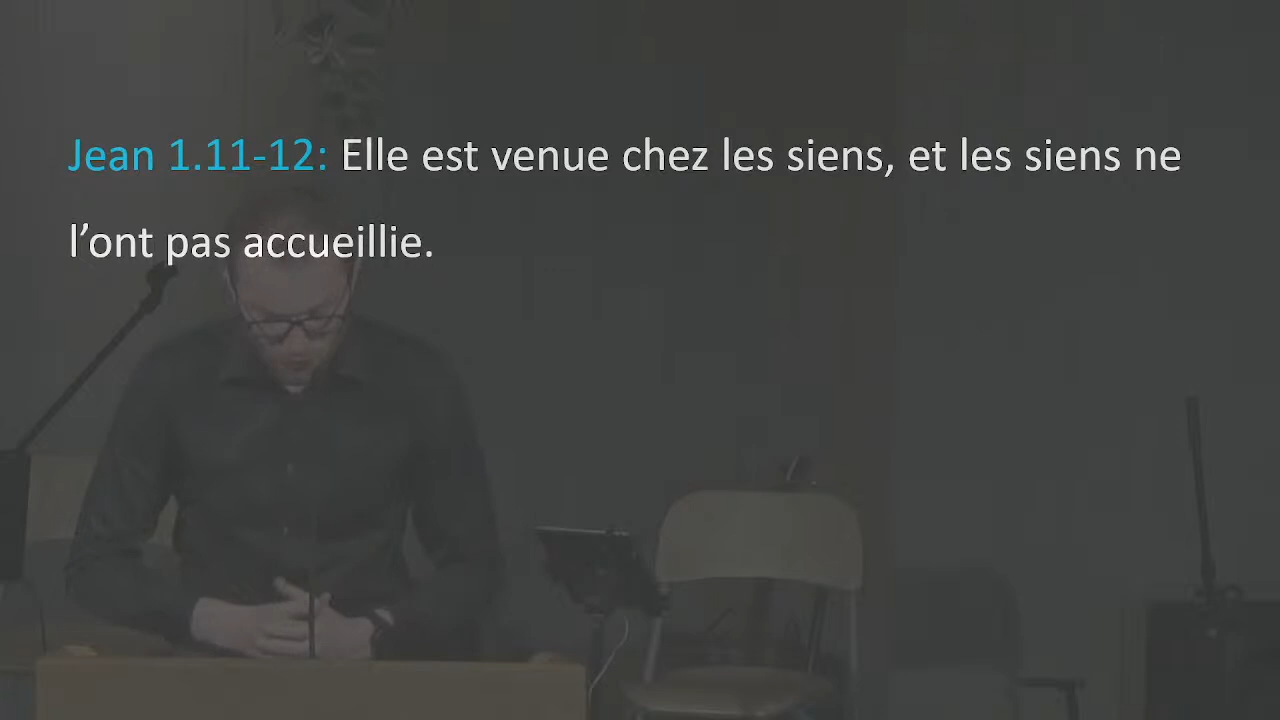 Jean 1.11-12: Elle est venue chez les siens, et les siens ne
l’ont pas accueillie.